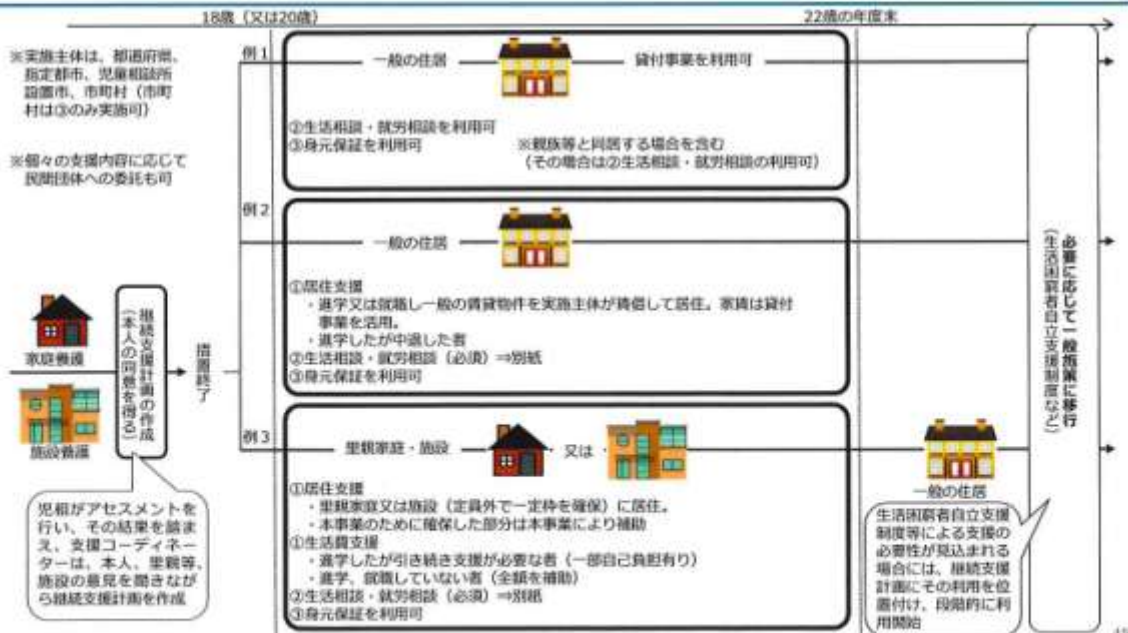 18歳（又は20歳）
22歳の年度末
※実施主体は、都道府県、
指定都市、児童相談所
設置市、市町村（市町
村は③のみ実施可）
※個々の支援内容に応じて
民間団体への委託も可
例1
一般の住居
貸付事業を利用可
②生活相談・就労相談を利用可
③身元保証を利用可
※親族等と同居する場合を含む
（その場合は②生活相談・就労相談の利用可）
例2
一般の住居
①居住支援
・進学又は就職し一般の賃貸物件を実施主体が賃借して居住。家賃は貸付
事業を活用。
・進学したが中退した者
②生活相談・就労相談（必須）⇒別紙
③身元保証を利用可
家庭養護
施設養護
継続支援計画の作成
（本人の同意を得る）
措置終了
児相がアセスメントを
行い、その結果を踏ま
え、支援コーディネー
ターは、本人、里親等、
施設の意見を聞きなが
ら継続支援計画を作成
例3
里親家庭・施設
又は
①居住支援
・里親家庭又は施設（定員外で一定枠を確保）に居住。
・本事業のために確保した部分は本事業により補助
①生活費支援
・進学したが引き続き支援が必要な者（一部自己負担有り）
・進学、就職していない者（全額を補助）
②生活相談・就労相談（必須）⇒別紙
③身元保証を利用可
一般の住居
生活困窮者自立支援
制度等による支援の
必要性が見込まれる
場合には、継続支援
計画にその利用を位
置付け、段階的に利
用開始
必要に応じて一般施策に移行
（生活困窮者自立支援制度など）